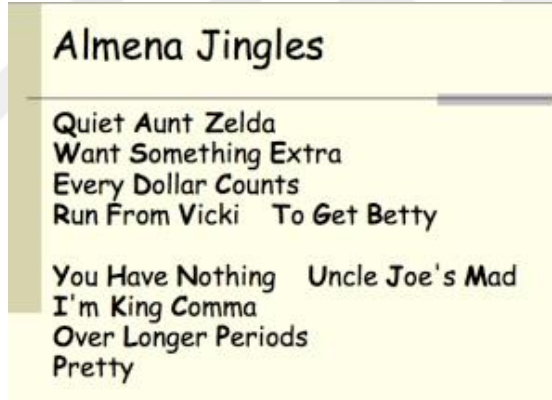 Almena Jingles
Quiet Aunt Zelda
Want Something Extra
Every Dollar Counts
Run From Vicki To Get Betty
You Have Nothing Uncle Joe's Mad
I'm King Comma
Over Longer Periods
Pretty